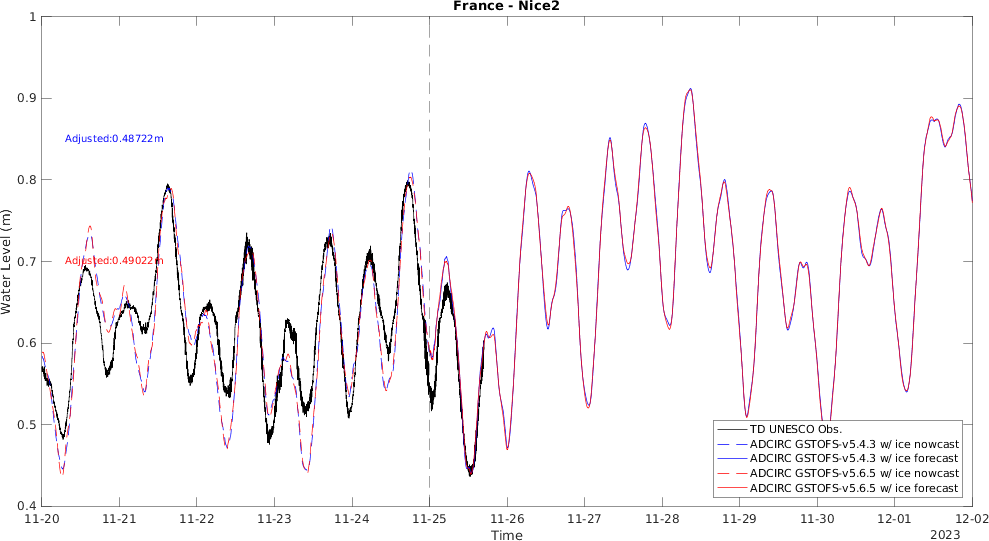 France - Nice2
1
0.9
0.8
0.7
0.6
0.5
0.4
Water Level (m)
Adjusted:0.48722m
Adjusted:0.49022m
TD UNESCO Obs.
ADCIRC GSTOFS-v5.4.3 w/ ice nowcast
ADCIRC GSTOFS-v5.4.3 w/ ice forecast
ADCIRC GSTOFS-v5.6.5 w/ ice nowcast
ADCIRC GSTOFS-v5.6.5 w/ ice forecast
11-20 11-21 11-22 11-23 11-24 11-25 11-26 11-27 11-28 11-29 11-30 12-01 12-02
Time
2023